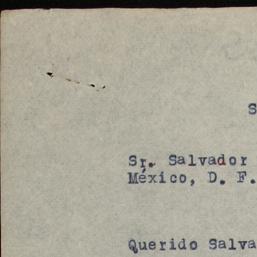 S
Sr. Salvador
México, D. F.
Querido Salva